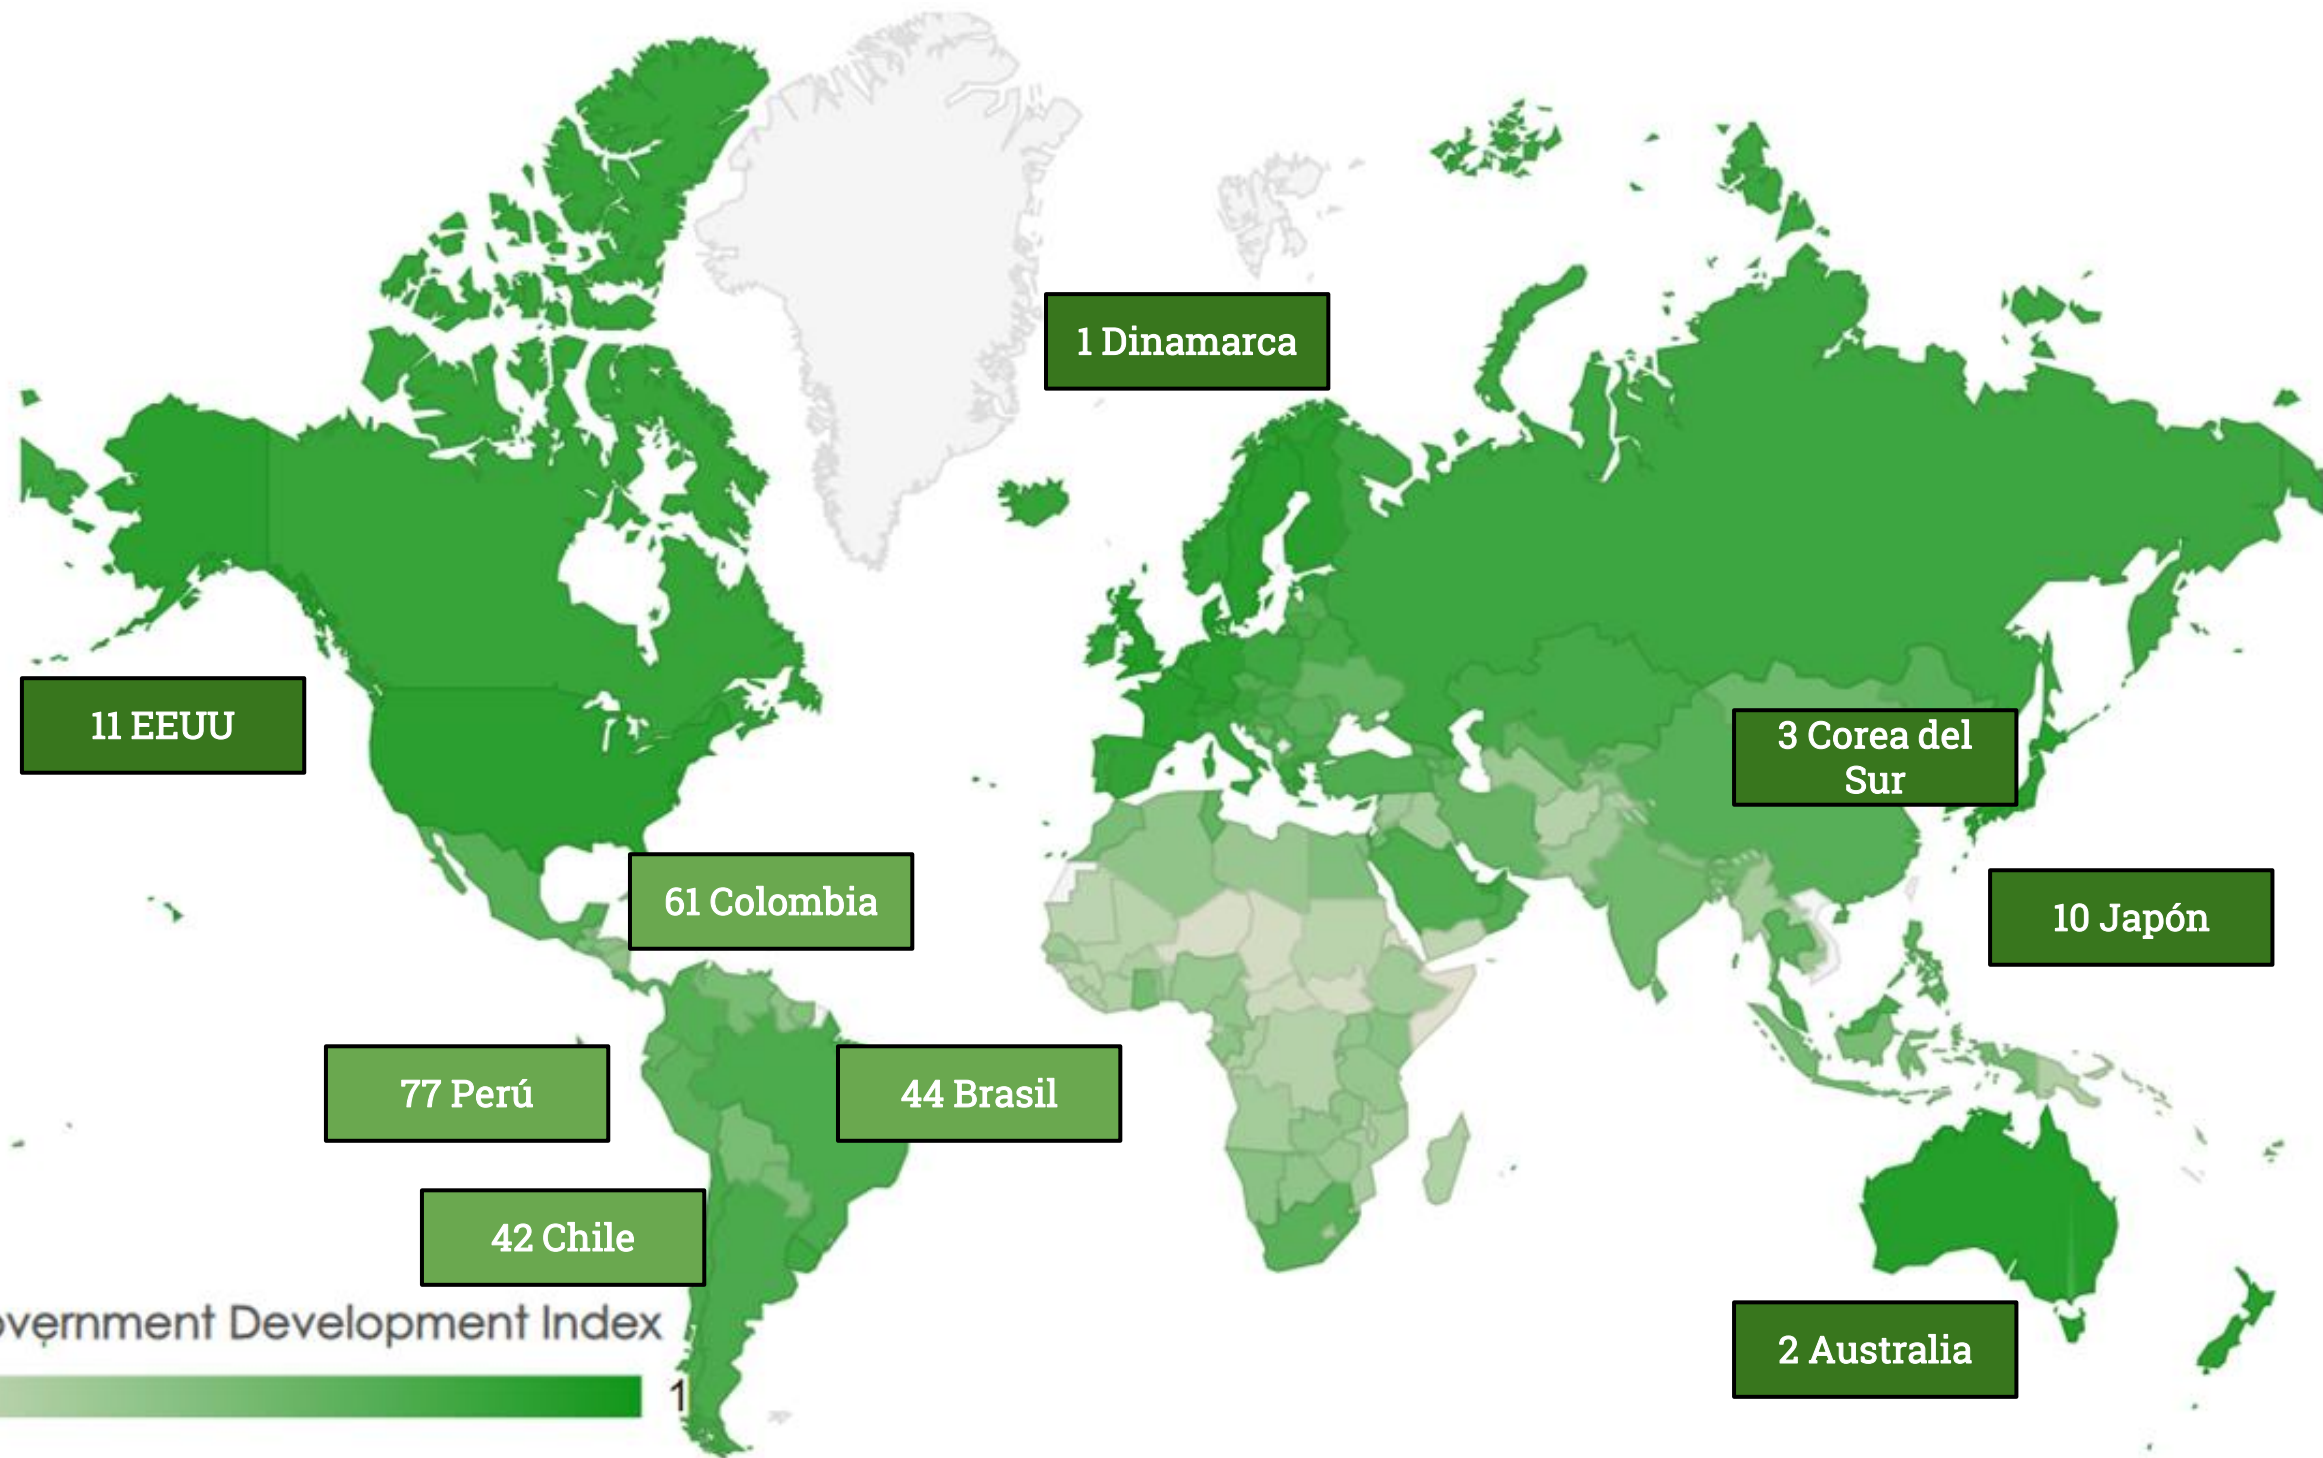 1 Dinamarca
11 EEUU
3 Corea del
Sur
61 Colombia
10 Japón
77 Perú
44 Brasil
42 Chile
Development Index
1
2 Australia